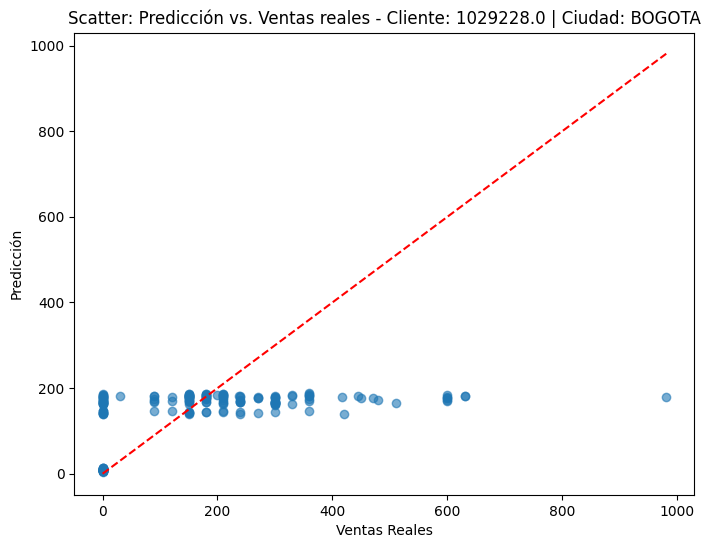 Scatter: Predicción vs. Ventas reales - Cliente: 1029228.0 | Ciudad: BOGOTA
1000
800
600
400
200
0
Predicción
0 200 400 600 800 1000
Ventas Reales